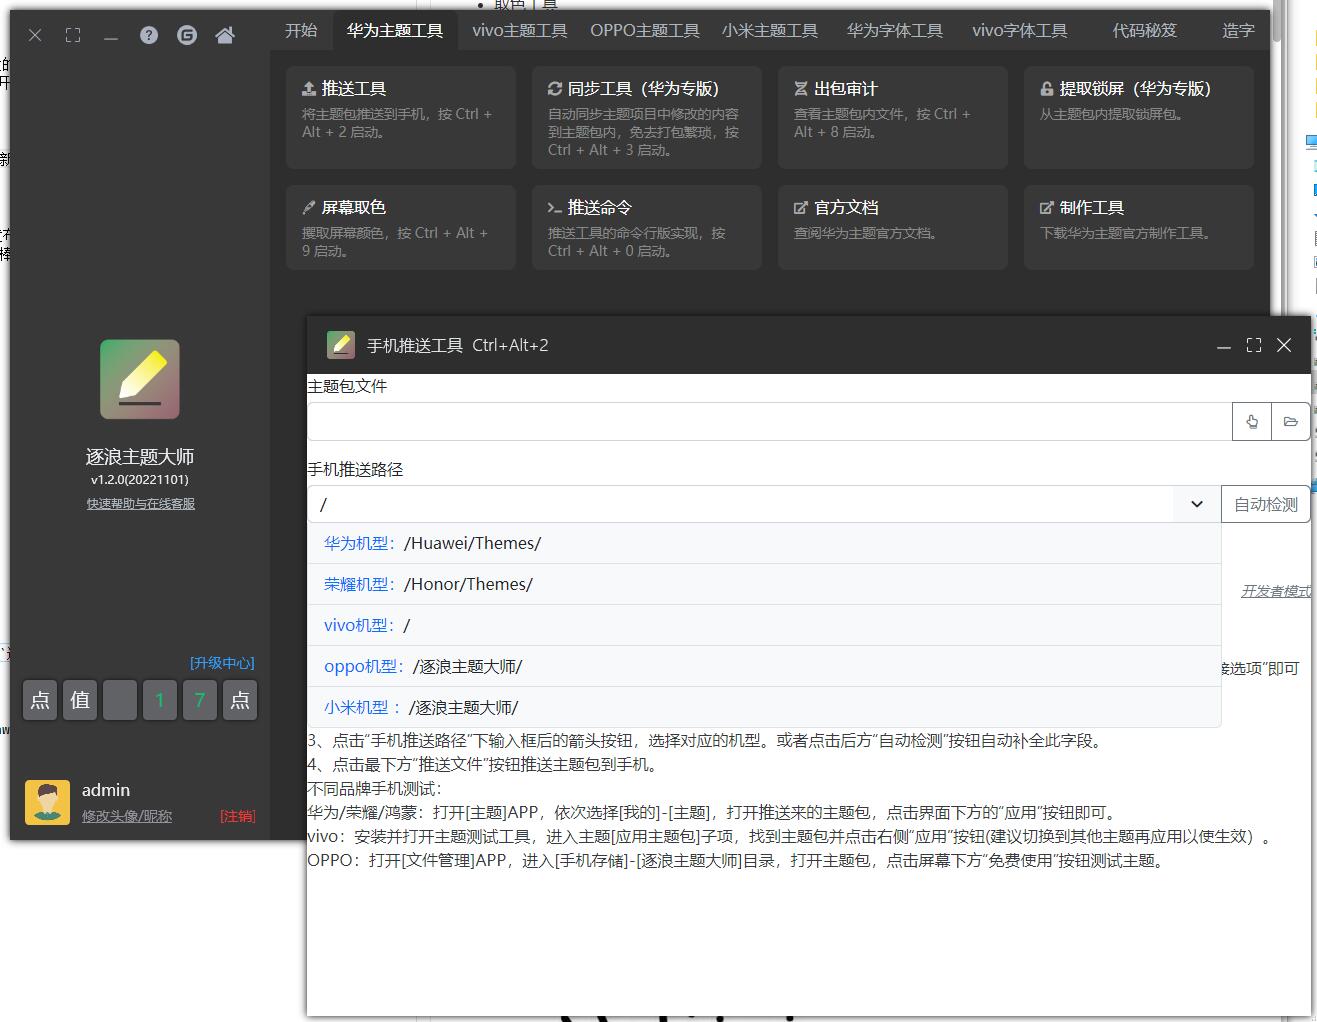 取色工具
开始
华为主题工具
vivo主题工具
OPPO主题工具
小米主题工具
华为字体工具
vivo字体工具
代码秘笈
造字
推送工具
将主题包推送到手机，按 Ctrl +
Alt + 2 启动。
同步工具（华为专版）
自动同步主题项目中修改的内容
到主题包内，免去打包繁琐，按
Ctrl + Alt + 3 启动。
出包审计
查看主题包内文件，按 Ctrl +
Alt + 8 启动。
提取锁屏（华为专版）
从主题包内提取锁屏包。
屏幕取色
撰取屏幕颜色，按 Ctrl + Alt +
9 启动。
推送命令
推送工具的命令行版实现，按
Ctrl + Alt + 0 启动。
官方文档
查阅华为主题官方文档。
制作工具
下载华为主题官方制作工具。
逐浪主题大师
v1.2.0(20221101)
快速帮助与在线客服
[升级中心]
点 值 1 7 点
admin
修改头像/昵称
[注销]
手机推送工具 Ctrl+Alt+2
主题包文件
手机推送路径
/
自动检测
华为机型：/Huawei/Themes/
荣耀机型：/Honor/Themes/
vivo机型：/
oppo机型：/逐浪主题大师/
小米机型 ：/逐浪主题大师/
开发者模式
接选项”即可
3、点击“手机推送路径”下输入框后的箭头按钮，选择对应的机型。或者点击后方“自动检测”按钮自动补全此字段。
4、点击最下方“推送文件”按钮推送主题包到手机。
不同品牌手机测试：
华为/荣耀/鸿蒙：打开[主题]APP，依次选择[我的]-[主题]，打开推送来的主题包，点击界面下方的“应用”按钮即可。
vivo：安装并打开主题测试工具，进入主题[应用主题包]子项，找到主题包并点击右侧“应用”按钮(建议切换到其他主题再应用以使生效）。
OPPO：打开[文件管理]APP，进入[手机存储]-[逐浪主题大师]目录，打开主题包，点击屏幕下方“免费使用”按钮测试主题。